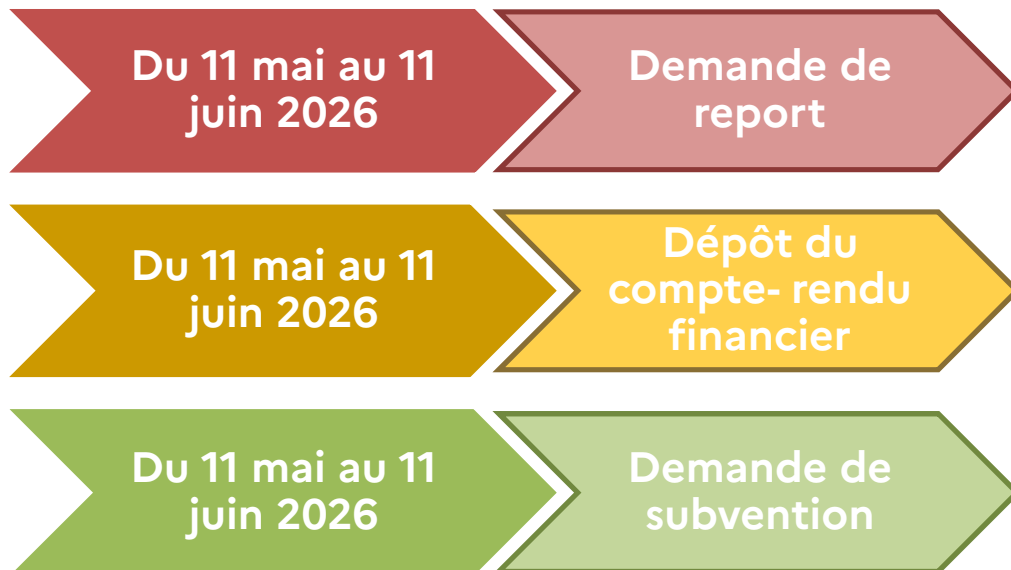 Du 11 mai au 11
juin 2026
Demande de
report
Du 11 mai au 11
juin 2026
Dépôt du
compte- rendu
financier
Du 11 mai au 11
juin 2026
Demande de
subvention